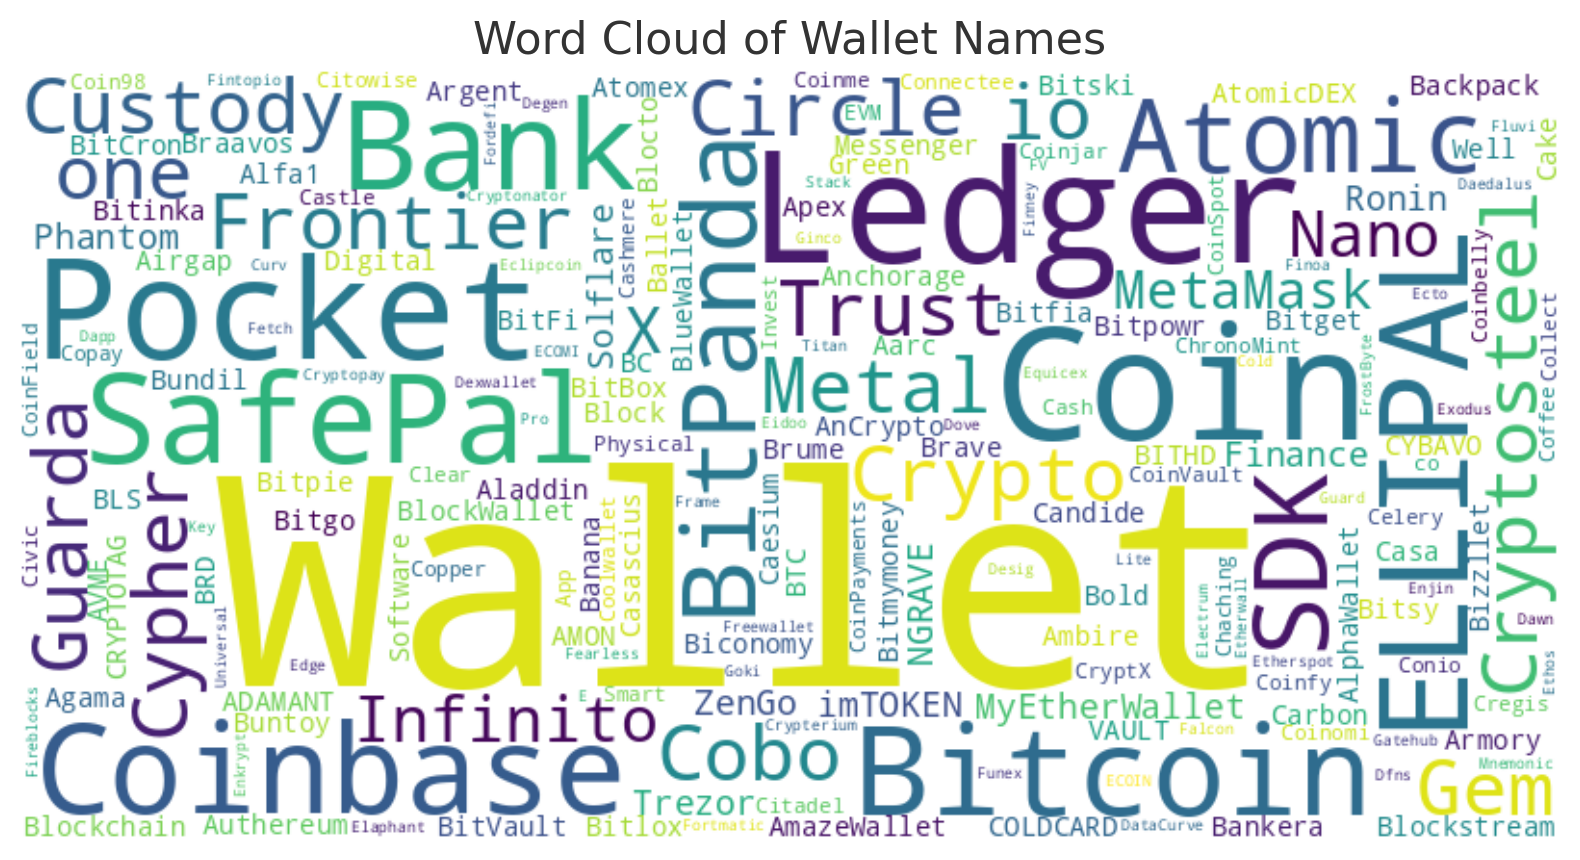 Word Cloud of Wallet Names
Coin98
Fintopio
Citowise
Argent
Degen
Atomex
Coinme
Connectee
Bitski
Backpack
Custody
Bank
Fordefi
Blocto
Circle
EVM
io
AtomicDEX
Atomic
Fluvi
Cake
BitCron
Braavos
Messenger
Coinjar
Well
one
Alfa1
Green
FV
Stack
Daedalus
Castle
Cryptonator
Ledger
Ronin
Bitinka
Frontier
Solflare
Cashmere
Ballet
BlueWallet
BitPanda
Apex
Finney
CoinSpot
Nano
Phantom
Ginco
Coinbelly
Cryptosteel
Airgap
Curv
Digital
Eclipcoin
Anchorage
Finoa
Pocket
X
Invest
Trust
MetaMask
ELLIPAL
Ecto
Collect
Dapp
Fetch
BitFi
Bitfia
Bitpowr
Bitget
CoinField
Copay
ECOMI
BC
Titan
Aarc
Coin
ChronoMint
Cold
FrostByte
Bundil
Cryptopay
Dexwallet
BitBox
Metal
Equicex
Exodus
SafePal
Pro
Block
Eidoo
Cash
Coffee
Guarda
AnCrypto
Dove
Physical
Brume
Brave
BITHD
Finance
CYBAVO
co
Cypher
Bitpie
Clear
Aladdin
Crypto
CoinVault
BLS
Wallet
BlockWallet
Frame
Caesium
SDK
Guard
Bitgo
Candide
Celery
Civic
Key
Banana
Coolwallet
Casascius
CoinPayments
Bitmymoney
NGRAVE
AlphaWallet
Casa
Bizzllet
AVME
CRYPTOTAG
BRD
Software
Copper
App
BTC
Desig
Lite
Electrum
Chaching
Etherwall
Enjin
Bold
Bitsy
Universal
AMON
Freewallet
Ambire
Dawn
Biconomy
Edge
Fearless
Goki
CryptX
Etherspot
Conio
Ethos
Agama
ADAMANT
E
Smart
Coinfy
Fireblocks
Buntoy
Infinito
ZenGo
imTOKEN
MyEtherWallet
Carbon
Cregis
Crypterium
VAULT
Falcon
Coinomi
Coinbase
Enkrypt
Cobo
Bitcoin
Gatehub
Armory
Funex
ECOIN
Dfns
Mnemonic
Gem
Trezor
Citadel
Blockchain
Authereum
Elaphant
BitVault
Bitlox
Fortmatic
AmazeWallet
COLDCARD
DataCurve
Bankera
Blockstream